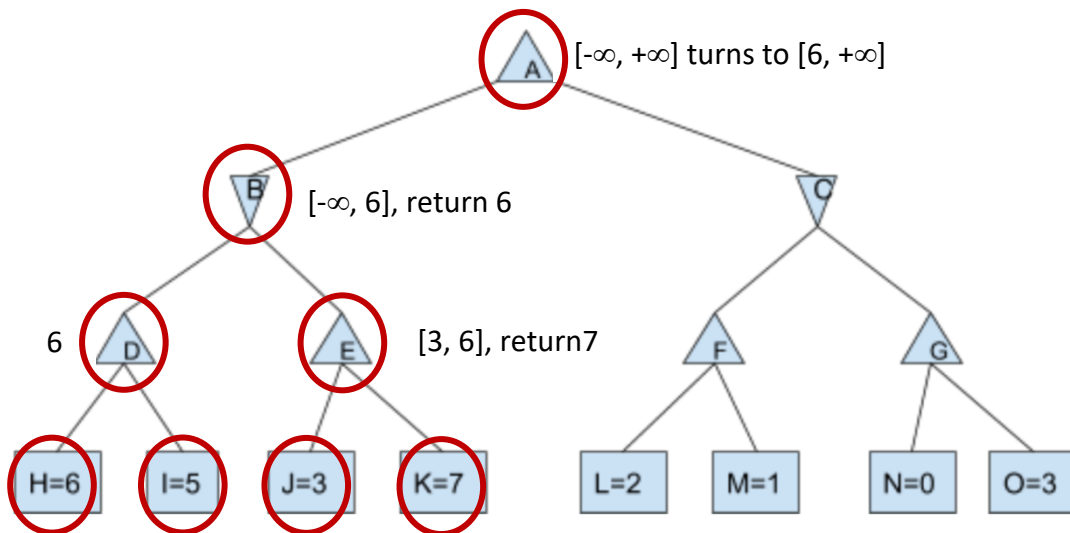 [-∞, +∞] turns to [6, +∞]
A
B
[-∞, 6], return 6
C
6
D
E
[3, 6], return7
F
G
H=6
I=5
J=3
K=7
L=2
M=1
N=0
O=3